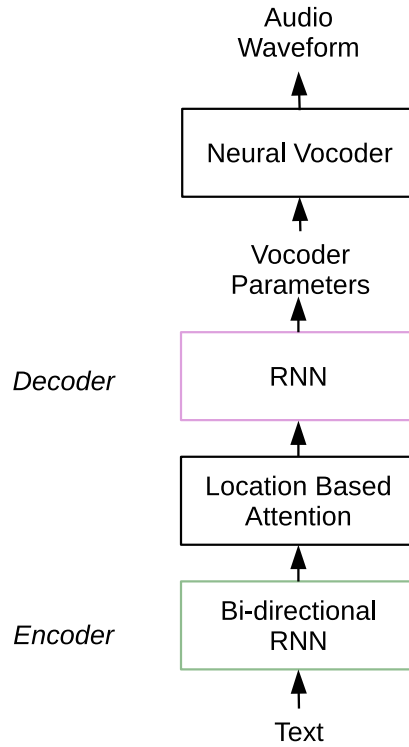 Audio
Waveform
Neural Vocoder
Vocoder
Parameters
Decoder
RNN
Location Based
Attention
Encoder
Bi-directional
RNN
Text